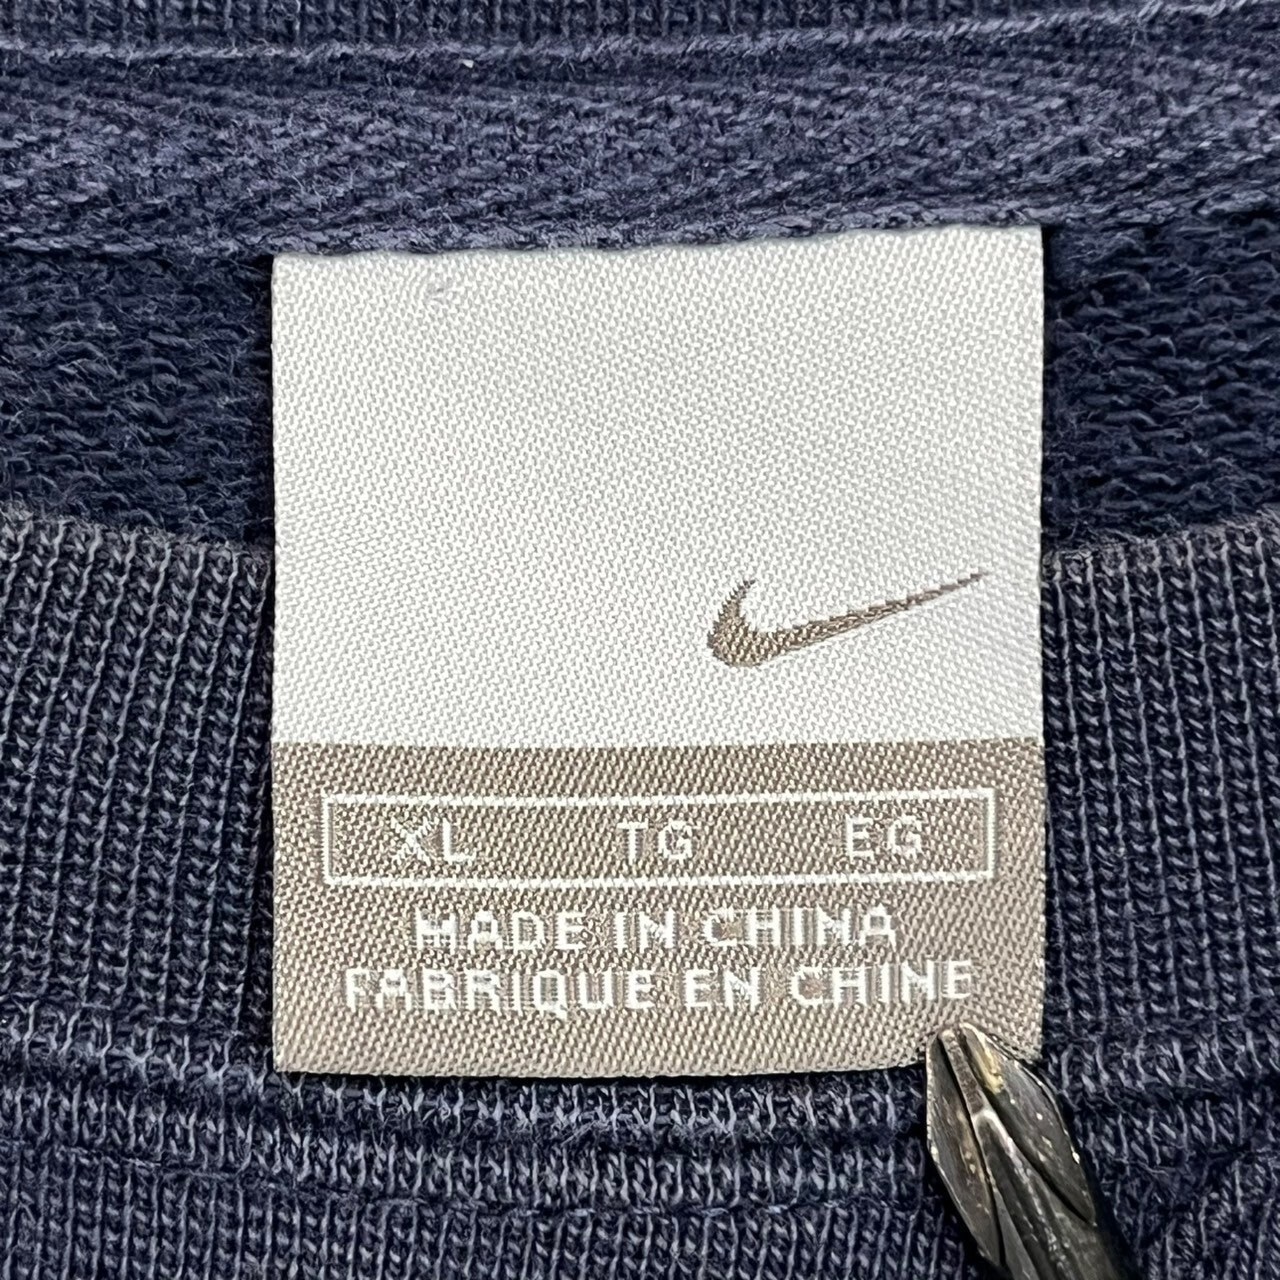 XL TG EG
MADE IN CHINA
FABRIQUE EN CHINE